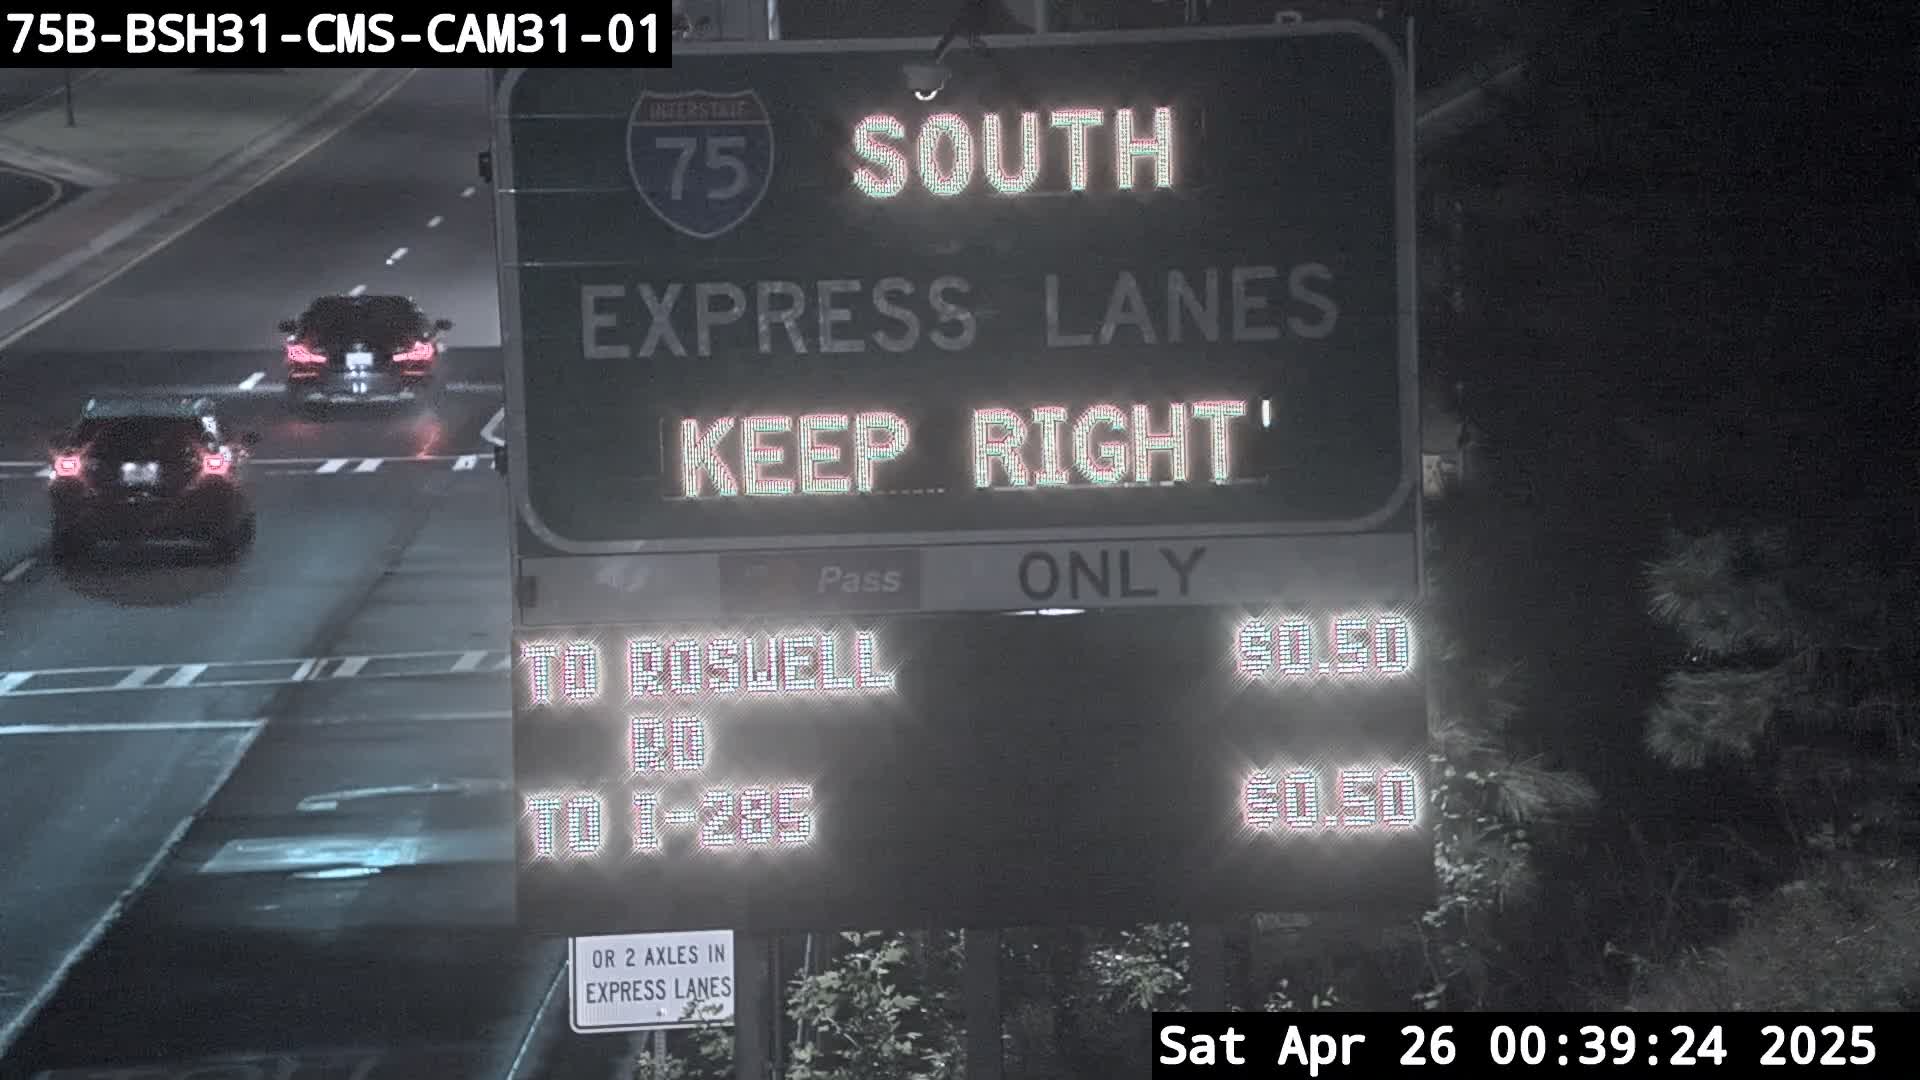 75B-BSH31-CMS-CAM31-01
INTERSTATE
75
SOUTH
EXPRESS LANES
KEEP RIGHT
Pass ONLY
TO ROSWELL $0.50
RD
TO I-285 $0.50
OR 2 AXLES IN
EXPRESS LANES
Sat Apr 26 00:39:24 2025